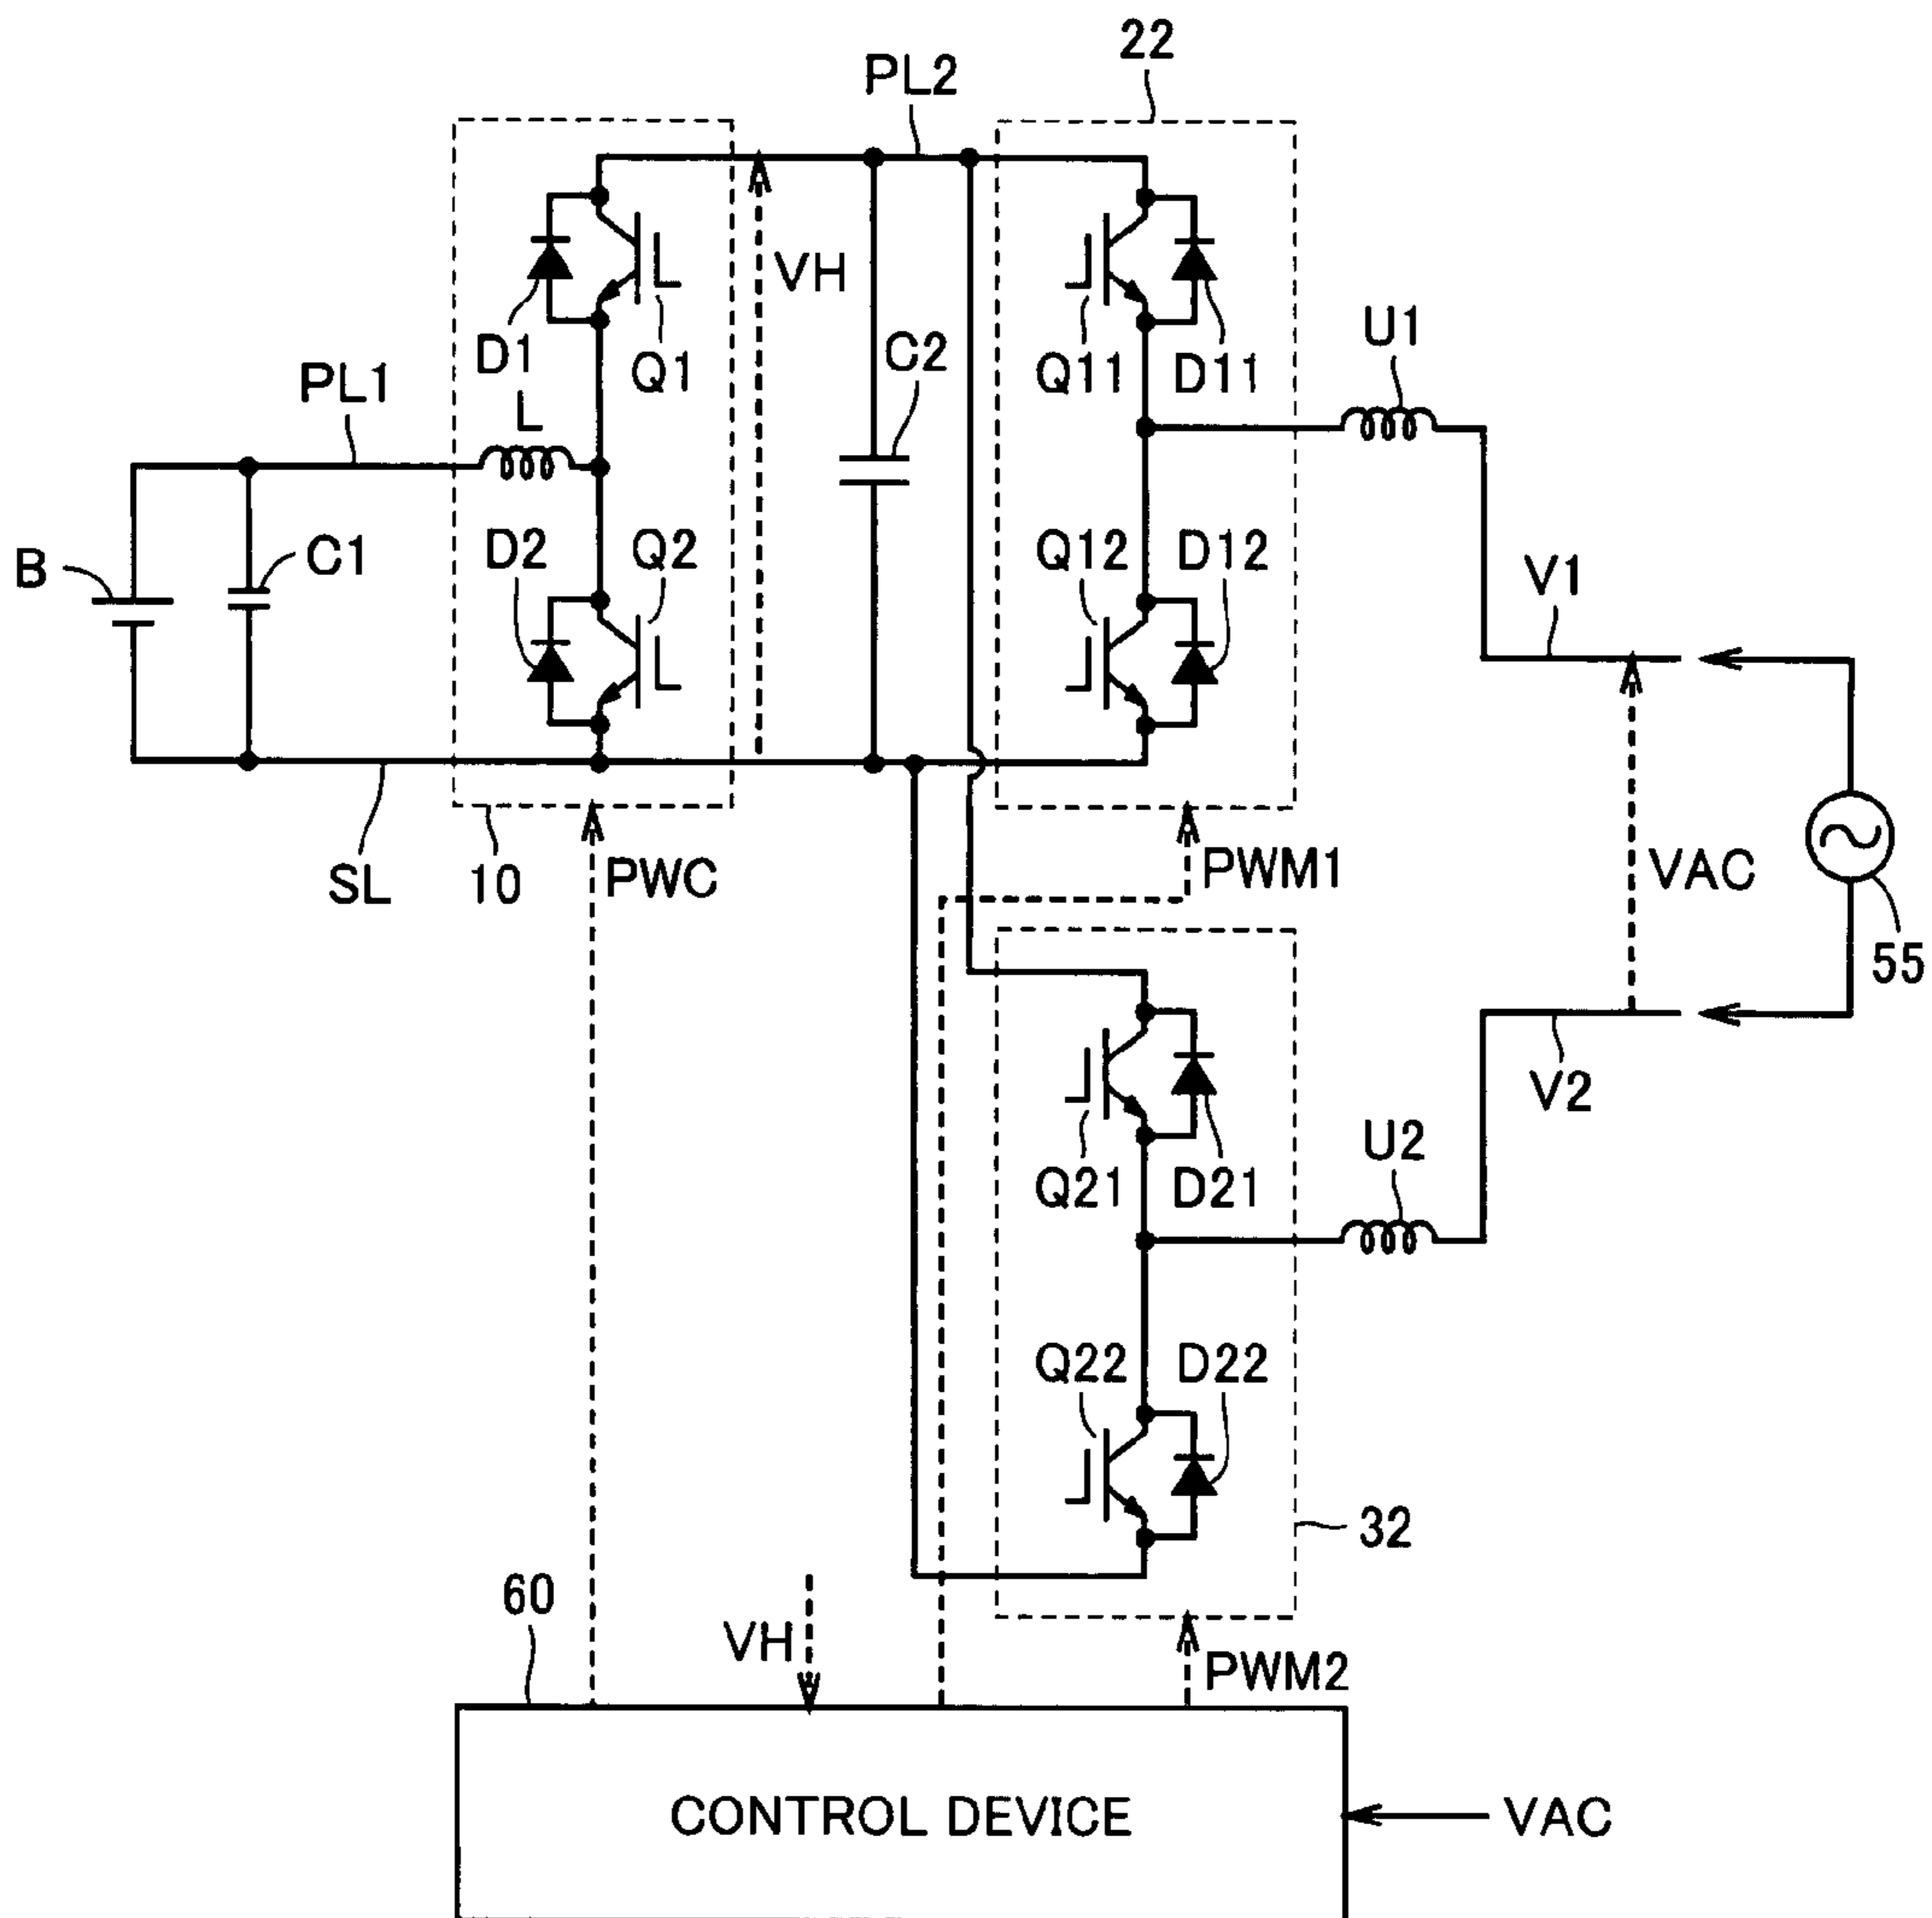 22
PL2
VH
D1
Q1
C2
Q11
D11
U1
PL1
L
B
C1
D2
Q2
Q12
D12
V1
SL
10
PWC
PWM1
VAC
55
V2
Q21
D21
U2
Q22
D22
32
60
VH
PWM2
CONTROL DEVICE
VAC